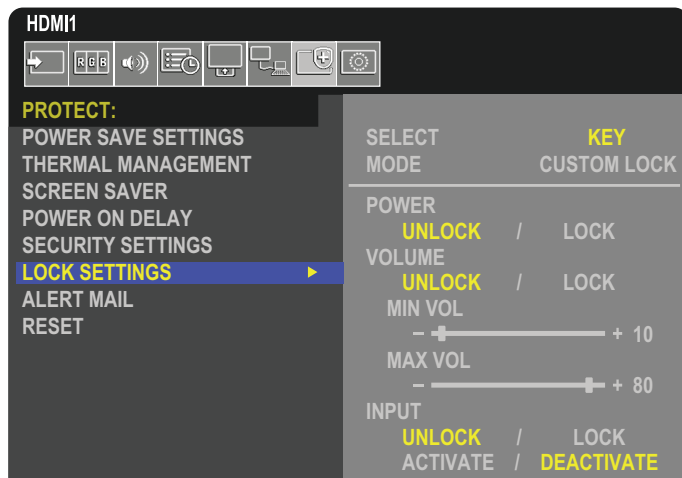 HDMI1
RGB
PROTECT:
POWER SAVE SETTINGS
THERMAL MANAGEMENT
SCREEN SAVER
POWER ON DELAY
SECURITY SETTINGS
LOCK SETTINGS
ALERT MAIL
RESET
SELECT KEY
MODE CUSTOM LOCK
POWER
UNLOCK / LOCK
VOLUME
UNLOCK / LOCK
MIN VOL
– + 10
MAX VOL
– + 80
INPUT
UNLOCK / LOCK
ACTIVATE / DEACTIVATE